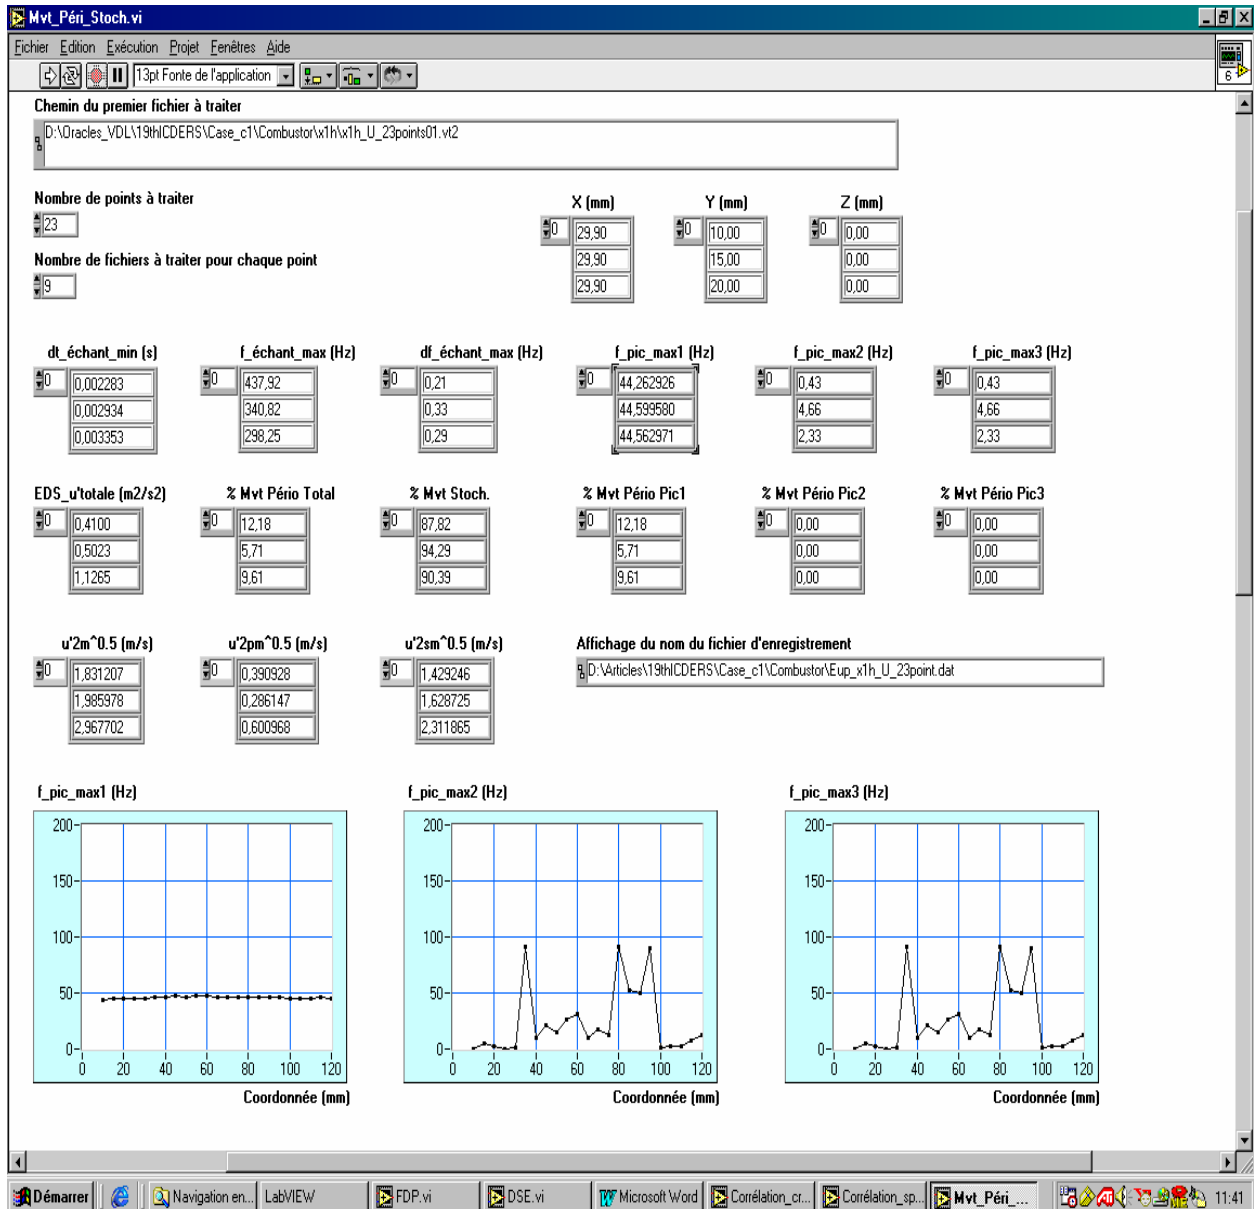 Mvt_Péri_Stoch.vi
Fichier Edition Exécution Projet Fenêtres Aide
13pt Fonte de l'application
6
Chemin du premier fichier à traiter
D:\Oracles_VDL\19thICDERS\Case_c1\Combustor\x1h\x1h_U_23points01.vt2
Nombre de points à traiter
23
Nombre de fichiers à traiter pour chaque point
9
X (mm) Y (mm) Z (mm)
0 29,90 0 10,00 0 0,00
29,90 15,00 0,00
29,90 20,00 0,00
dt_échant_min (s) f_échant_max (Hz) df_échant_max (Hz) f_pic_max1 (Hz) f_pic_max2 (Hz) f_pic_max3 (Hz)
0 0,002283 0 437,92 0 0,21 0 44,262926 0 0,43 0 0,43
0,002934 340,82 0,33 44,599580 4,66 4,66
0,003353 298,25 0,29 44,562971 2,33 2,33
EDS_u'totale (m2/s2) % Mvt Pério Total % Mvt Stoch. % Mvt Pério Pic1 % Mvt Pério Pic2 % Mvt Pério Pic3
0 0,4100 0 12,18 0 87,82 0 12,18 0 0,00 0 0,00
0,5023 5,71 94,29 5,71 0,00 0,00
1,1265 9,61 90,39 9,61 0,00 0,00
u'2m^0.5 (m/s) u'2pm^0.5 (m/s) u'2sm^0.5 (m/s) Affichage du nom du fichier d'enregistrement
0 1,831207 0 0,390928 0 1,429246 D:\Articles\19thICDERS\Case_c1\Combustor\Eup_x1h_U_23point.dat
1,985978 0,286147 1,628725
2,967702 0,600968 2,311865
f_pic_max1 (Hz) f_pic_max2 (Hz) f_pic_max3 (Hz)
200 200 200
150 150 150
100 100 100
50 50 50
0 0 0
0 20 40 60 80 100 120 0 20 40 60 80 100 120 0 20 40 60 80 100 120
Coordonnée (mm) Coordonnée (mm) Coordonnée (mm)
Démarrer Navigation en... LabVIEW FDP.vi DSE.vi Microsoft Word Corrélation_cr... Corrélation_sp... Mvt_Péri_... 11:41